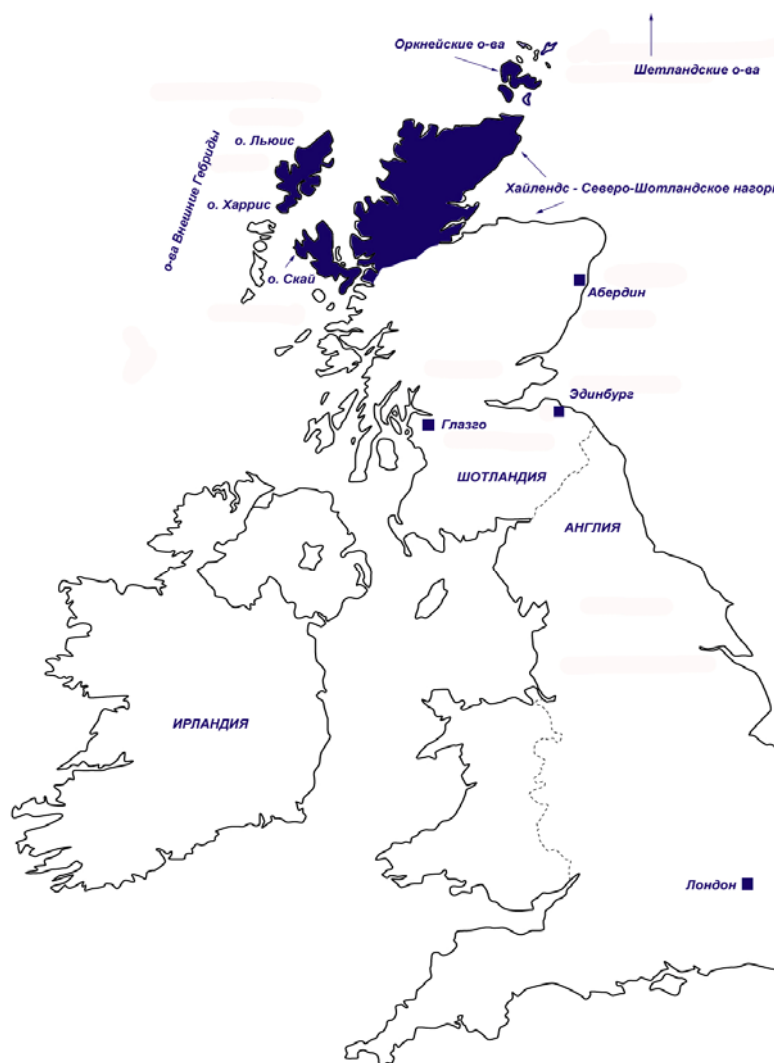 Оркнейские о-ва
Шетландские о-ва
о. Льюис
о-ва Внешние Гебриды
Хайлендс - Северо-Шотландское нагорь
о. Харрис
о. Скай
Абердин
Эдинбург
Глазго
ШОТЛАНДИЯ
АНГЛИЯ
ИРЛАНДИЯ
Лондон